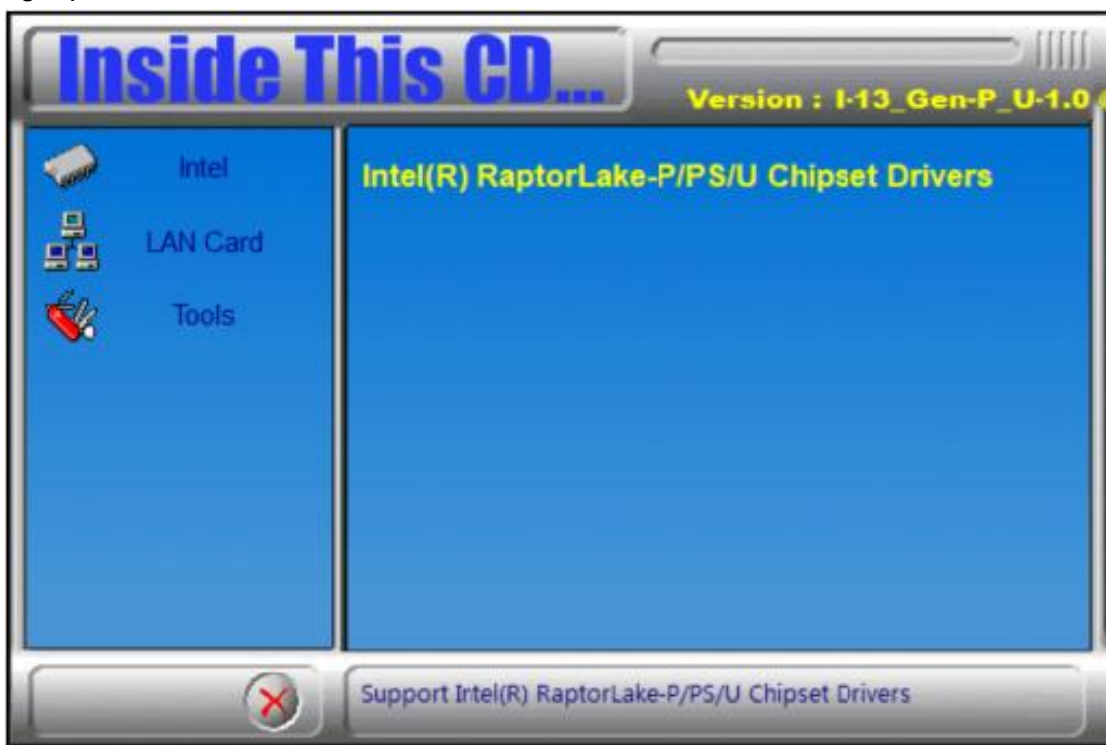 Inside This CD...
Version : I-13_Gen-P_U-1.0
Intel
LAN Card
Tools
Intel(R) RaptorLake-P/PS/U Chipset Drivers
Support Intel(R) RaptorLake-P/PS/U Chipset Drivers